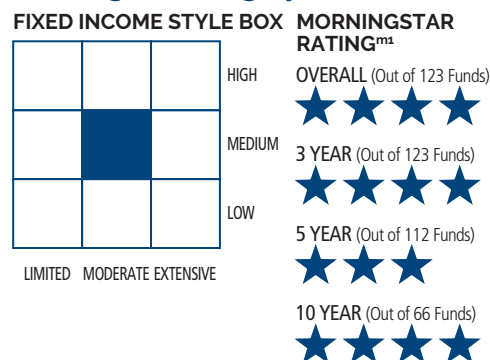 FIXED INCOME STYLE BOX
HIGH
MEDIUM
LOW
LIMITED MODERATE EXTENSIVE
MORNINGSTAR
RATINGᵐ¹
OVERALL (Out of 123 Funds)
3 YEAR (Out of 123 Funds)
5 YEAR (Out of 112 Funds)
10 YEAR (Out of 66 Funds)